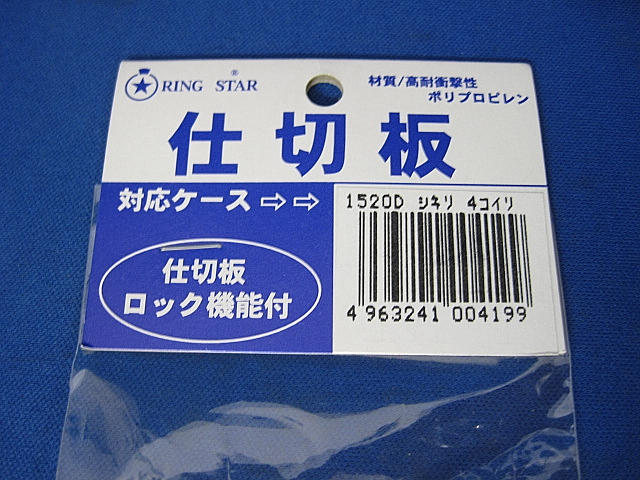 RING STAR ®
材質/高耐衝撃性
ポリプロピレン
仕切板
対応ケース⇨⇨
1520D シキリ 4コイリ
仕切板
ロック機能付
4 963241 004199